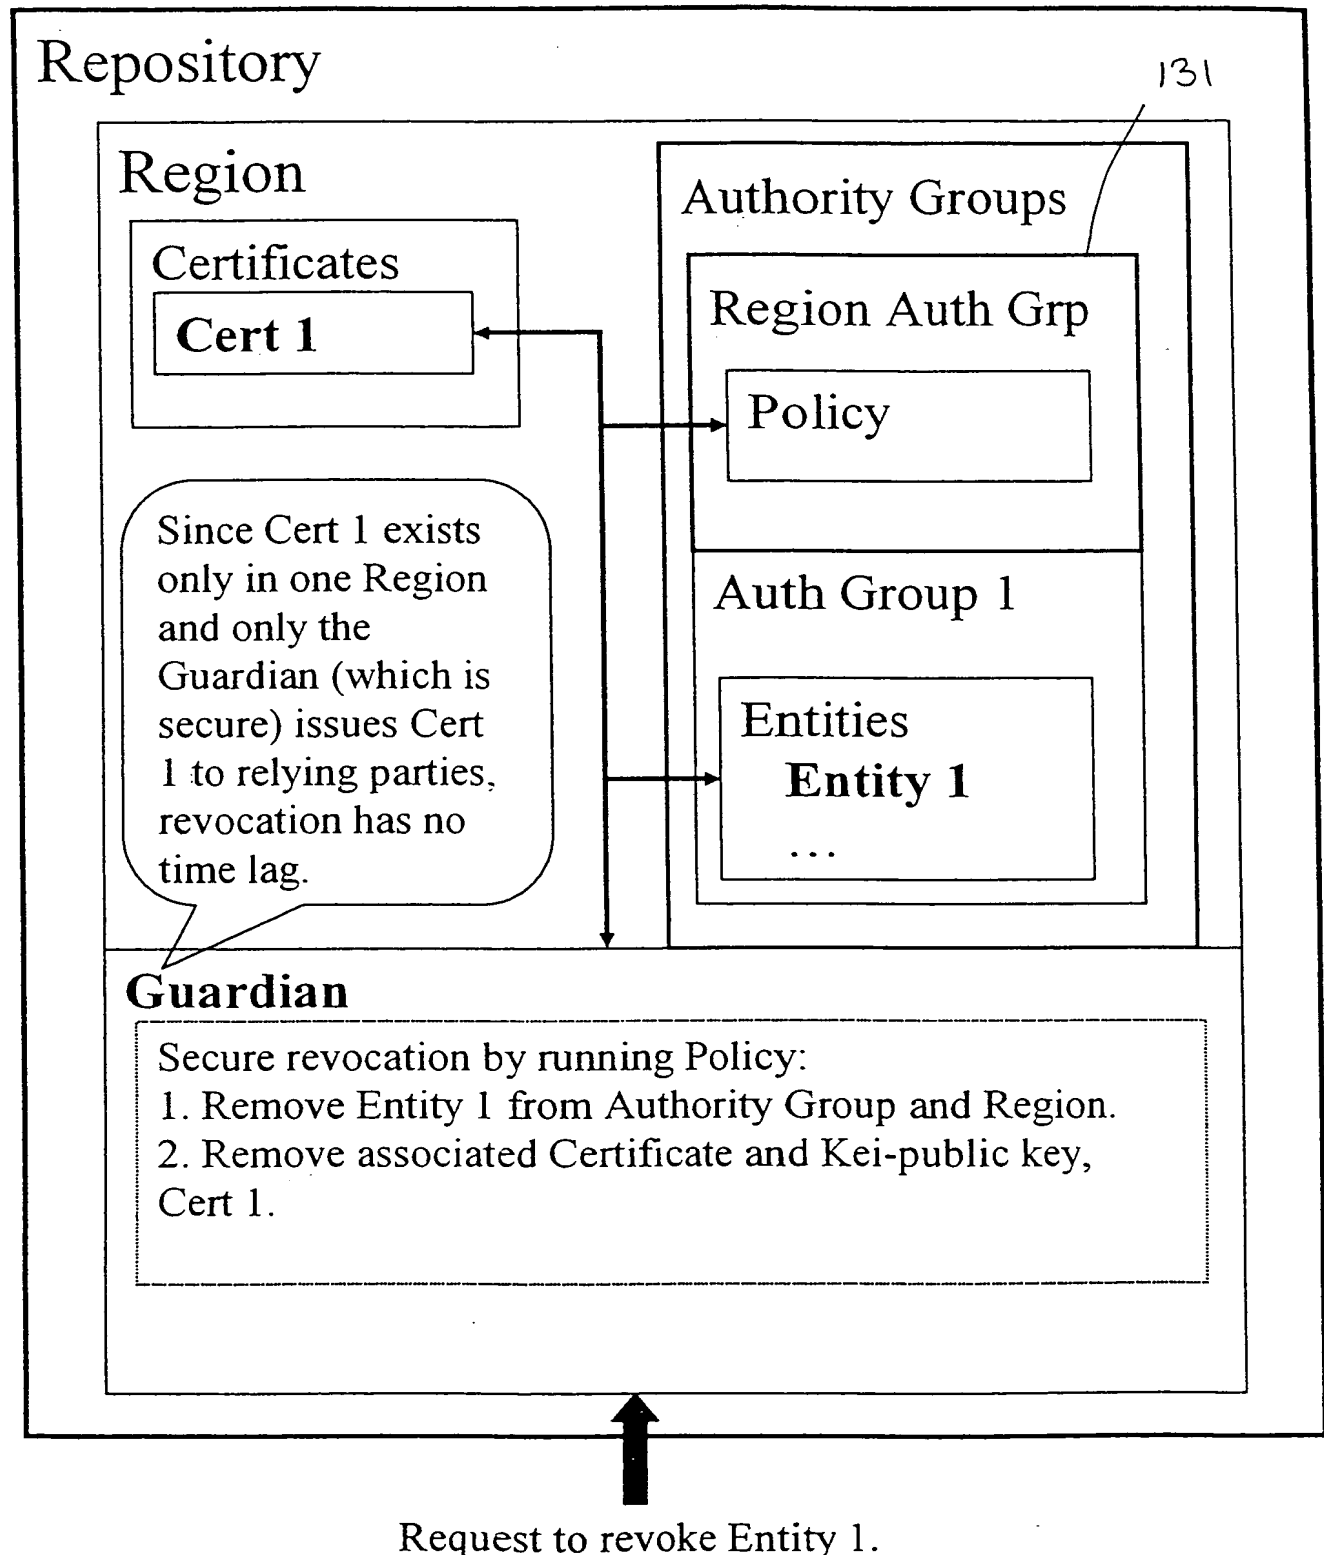 Repository
131
Region
Certificates
Cert 1
Authority Groups
Region Auth Grp
Policy
Auth Group 1
Entities
Entity 1
...
Since Cert 1 exists
only in one Region
and only the
Guardian (which is
secure) issues Cert
1 to relying parties,
revocation has no
time lag.
Guardian
Secure revocation by running Policy:
1. Remove Entity 1 from Authority Group and Region.
2. Remove associated Certificate and Kei-public key,
Cert 1.
Request to revoke Entity 1.